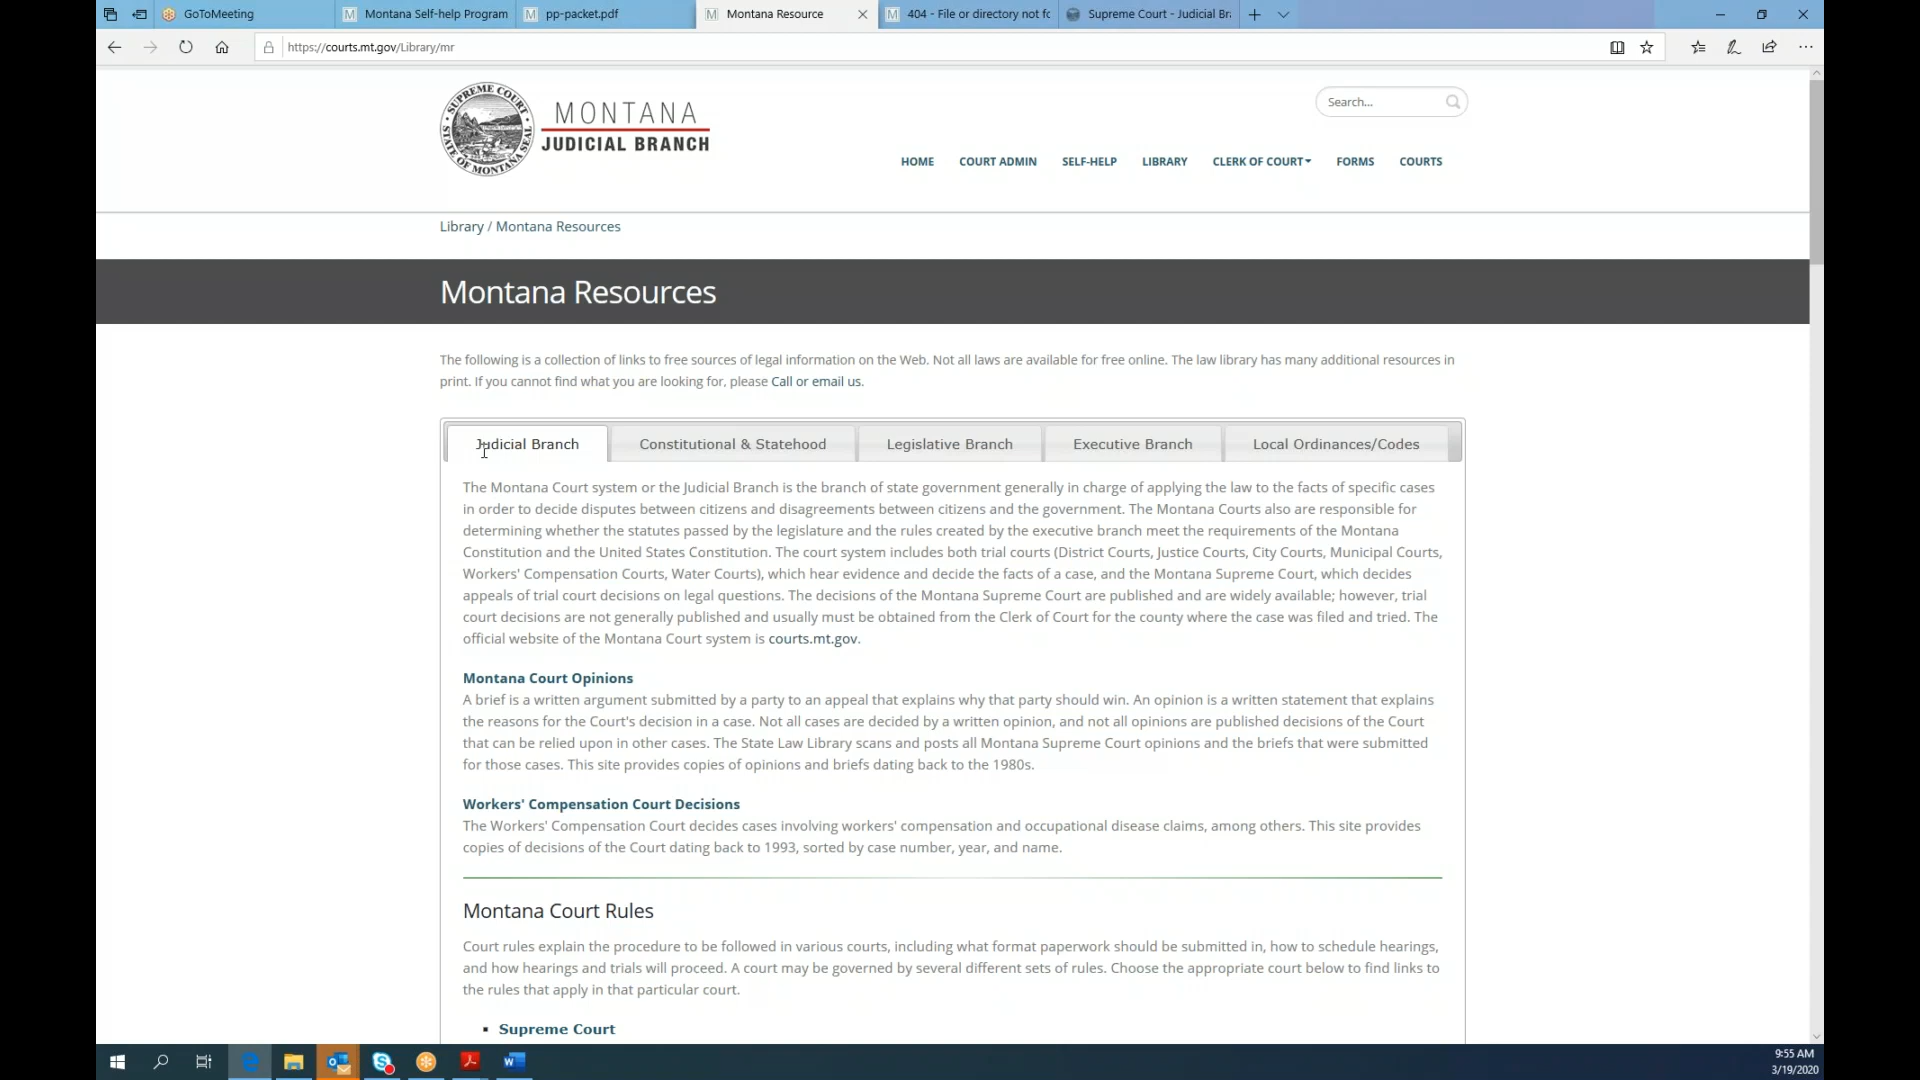 GoToMeeting
Montana Self-help Program
pp-packet.pdf
Montana Resource
404 - File or directory not fo
Supreme Court - Judicial Br
https://courts.mt.gov/Library/mr
SUPREME COURT
STATE OF MONTANA SEAL
MONTANA
JUDICIAL BRANCH
Search...
HOME COURT ADMIN SELF-HELP LIBRARY CLERK OF COURT FORMS COURTS
Library / Montana Resources
Montana Resources
The following is a collection of links to free sources of legal information on the Web. Not all laws are available for free online. The law library has many additional resources in
print. If you cannot find what you are looking for, please Call or email us.
Judicial Branch
Constitutional & Statehood
Legislative Branch
Executive Branch
Local Ordinances/Codes
The Montana Court system or the Judicial Branch is the branch of state government generally in charge of applying the law to the facts of specific cases
in order to decide disputes between citizens and disagreements between citizens and the government. The Montana Courts also are responsible for
determining whether the statutes passed by the legislature and the rules created by the executive branch meet the requirements of the Montana
Constitution and the United States Constitution. The court system includes both trial courts (District Courts, Justice Courts, City Courts, Municipal Courts,
Workers' Compensation Courts, Water Courts), which hear evidence and decide the facts of a case, and the Montana Supreme Court, which decides
appeals of trial court decisions on legal questions. The decisions of the Montana Supreme Court are published and are widely available; however, trial
court decisions are not generally published and usually must be obtained from the Clerk of Court for the county where the case was filed and tried. The
official website of the Montana Court system is courts.mt.gov.
Montana Court Opinions
A brief is a written argument submitted by a party to an appeal that explains why that party should win. An opinion is a written statement that explains
the reasons for the Court's decision in a case. Not all cases are decided by a written opinion, and not all opinions are published decisions of the Court
that can be relied upon in other cases. The State Law Library scans and posts all Montana Supreme Court opinions and the briefs that were submitted
for those cases. This site provides copies of opinions and briefs dating back to the 1980s.
Workers' Compensation Court Decisions
The Workers' Compensation Court decides cases involving workers' compensation and occupational disease claims, among others. This site provides
copies of decisions of the Court dating back to 1993, sorted by case number, year, and name.
Montana Court Rules
Court rules explain the procedure to be followed in various courts, including what format paperwork should be submitted in, how to schedule hearings,
and how hearings and trials will proceed. A court may be governed by several different sets of rules. Choose the appropriate court below to find links to
the rules that apply in that particular court.
▪ Supreme Court
9:55 AM
3/19/2020